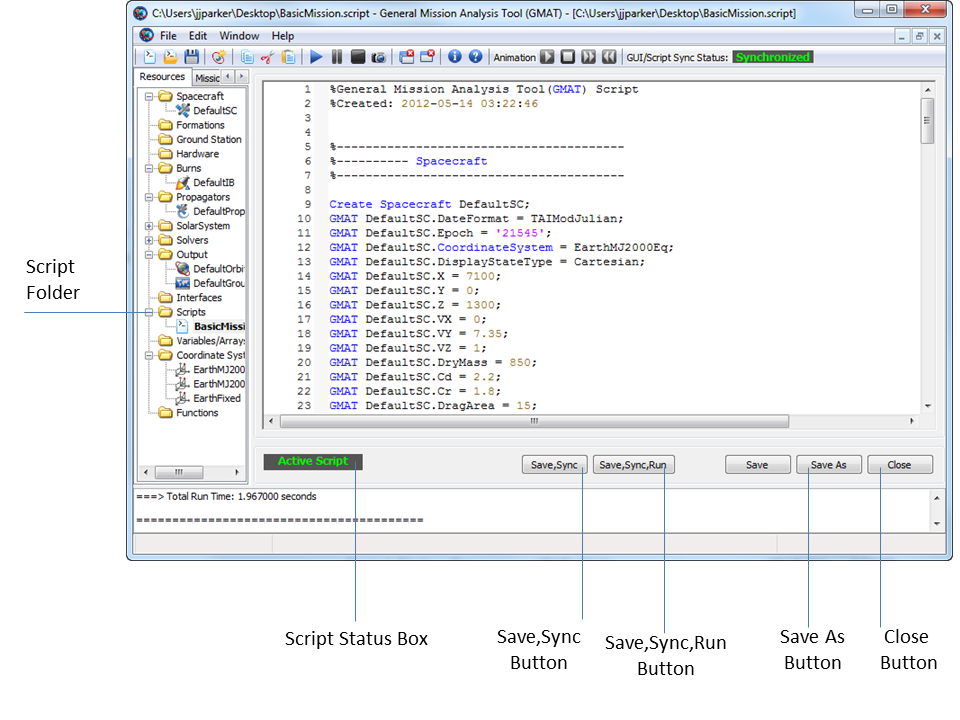 C:\Users\jjparker\Desktop\BasicMission.script - General Mission Analysis Tool (GMAT) - [C:\Users\jjparker\Desktop\BasicMission.script]
File Edit Window Help
Animation GUI/Script Sync Status: Synchronized
Resources Missic
Spacecraft
DefaultSC
Formations
Ground Station
Hardware
Burns
DefaultIB
Propagators
DefaultProp
SolarSystem
Solvers
Output
DefaultOrbi
DefaultGrou
Interfaces
Scripts
BasicMissi
Variables/Arrays
Coordinate Syst
EarthMJ200
EarthMJ200
EarthFixed
Functions
1 %General Mission Analysis Tool(GMAT) Script
2 %Created: 2012-05-14 03:22:46
3
4
5 %----------------------------------------
6 %---------- Spacecraft
7 %----------------------------------------
8
9 Create Spacecraft DefaultSC;
10 GMAT DefaultSC.DateFormat = TAIModJulian;
11 GMAT DefaultSC.Epoch = '21545';
12 GMAT DefaultSC.CoordinateSystem = EarthMJ2000Eq;
13 GMAT DefaultSC.DisplayStateType = Cartesian;
14 GMAT DefaultSC.X = 7100;
15 GMAT DefaultSC.Y = 0;
16 GMAT DefaultSC.Z = 1300;
17 GMAT DefaultSC.VX = 0;
18 GMAT DefaultSC.VY = 7.35;
19 GMAT DefaultSC.VZ = 1;
20 GMAT DefaultSC.DryMass = 850;
21 GMAT DefaultSC.Cd = 2.2;
22 GMAT DefaultSC.Cr = 1.8;
23 GMAT DefaultSC.DragArea = 15;
Active Script Save,Sync Save,Sync,Run Save Save As Close
===> Total Run Time: 1.967000 seconds
========================================
Script
Folder
Script Status Box
Save,Sync
Button
Save,Sync,Run
Button
Save As
Button
Close
Button